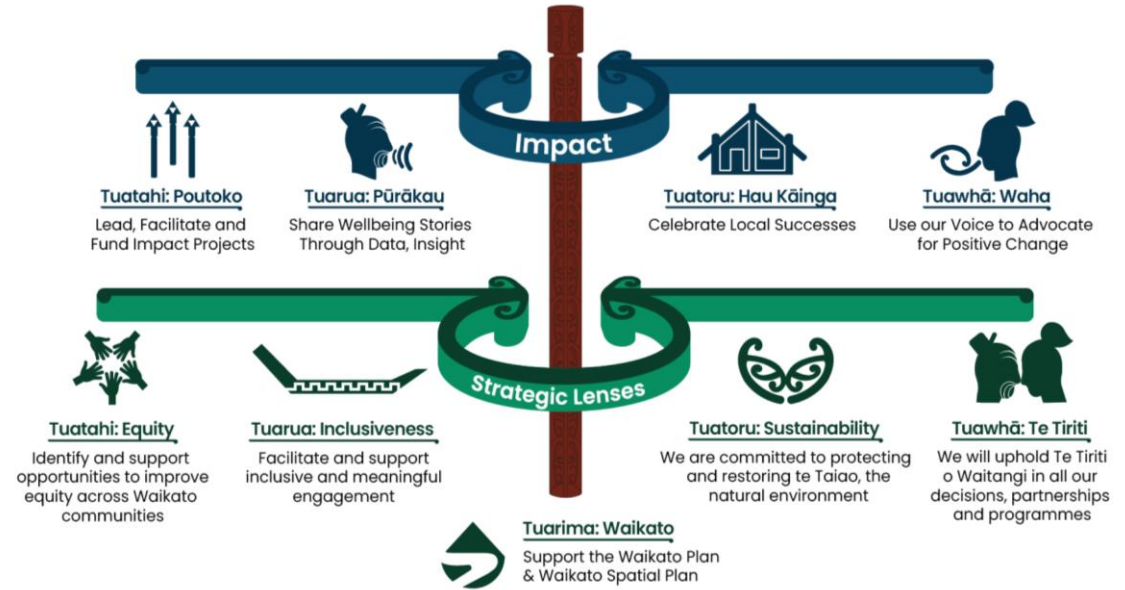 Impact
Tuatahi: Poutoko
Lead, Facilitate and
Fund Impact Projects
Tuarua: Pūrākau
Share Wellbeing Stories
Through Data, Insight
Tuatoru: Hau Kāinga
Celebrate Local Successes
Tuawhā: Waha
Use our Voice to Advocate
for Positive Change
Strategic Lenses
Tuatahi: Equity
Identify and support
opportunities to improve
equity across Waikato
communities
Tuarua: Inclusiveness
Facilitate and support
inclusive and meaningful
engagement
Tuatoru: Sustainability
We are committed to protecting
and restoring te Taiao, the
natural environment
Tuawhā: Te Tiriti
We will uphold Te Tiriti
o Waitangi in all our
decisions, partnerships
and programmes
Tuarima: Waikato
Support the Waikato Plan
& Waikato Spatial Plan